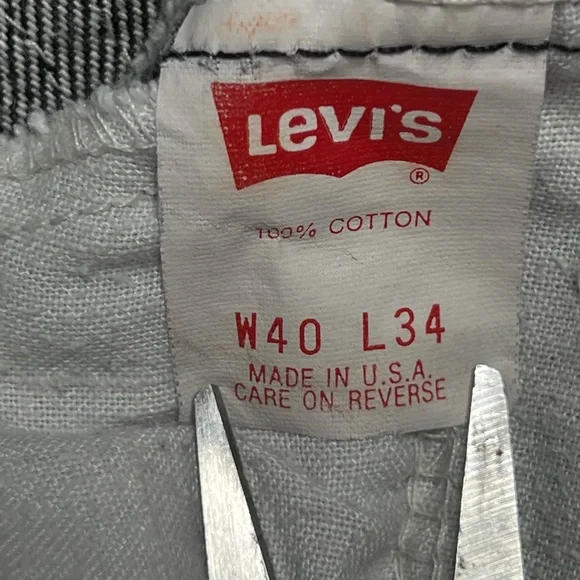 Levi's
®
100% COTTON
W40 L34
MADE IN U.S.A.
CARE ON REVERSE